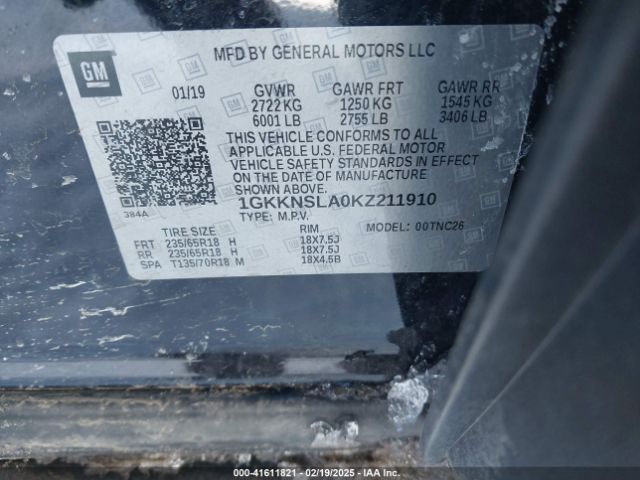 MFD BY GENERAL MOTORS LLC
GM
01/19 GVWR GAWR FRT GAWR RR
2722 KG 1250 KG 1545 KG
6001 LB 2755 LB 3406 LB
THIS VEHICLE CONFORMS TO ALL
APPLICABLE U.S. FEDERAL MOTOR
VEHICLE SAFETY STANDARDS IN EFFECT
ON THE DATE OF MANUFACTURE
SHOWN ABOVE.
1GKKNSLA0KZ211910
384A
TYPE: M.P.V. MODEL: 00TNC26
TIRE SIZE RIM
FRT 235/65R18 H 18X7.5J
RR 235/65R18 H 18X7.5J
SPA T135/70R18 M 18X4.5B
000-41611821 | 02/19/2025 - IAA Inc.